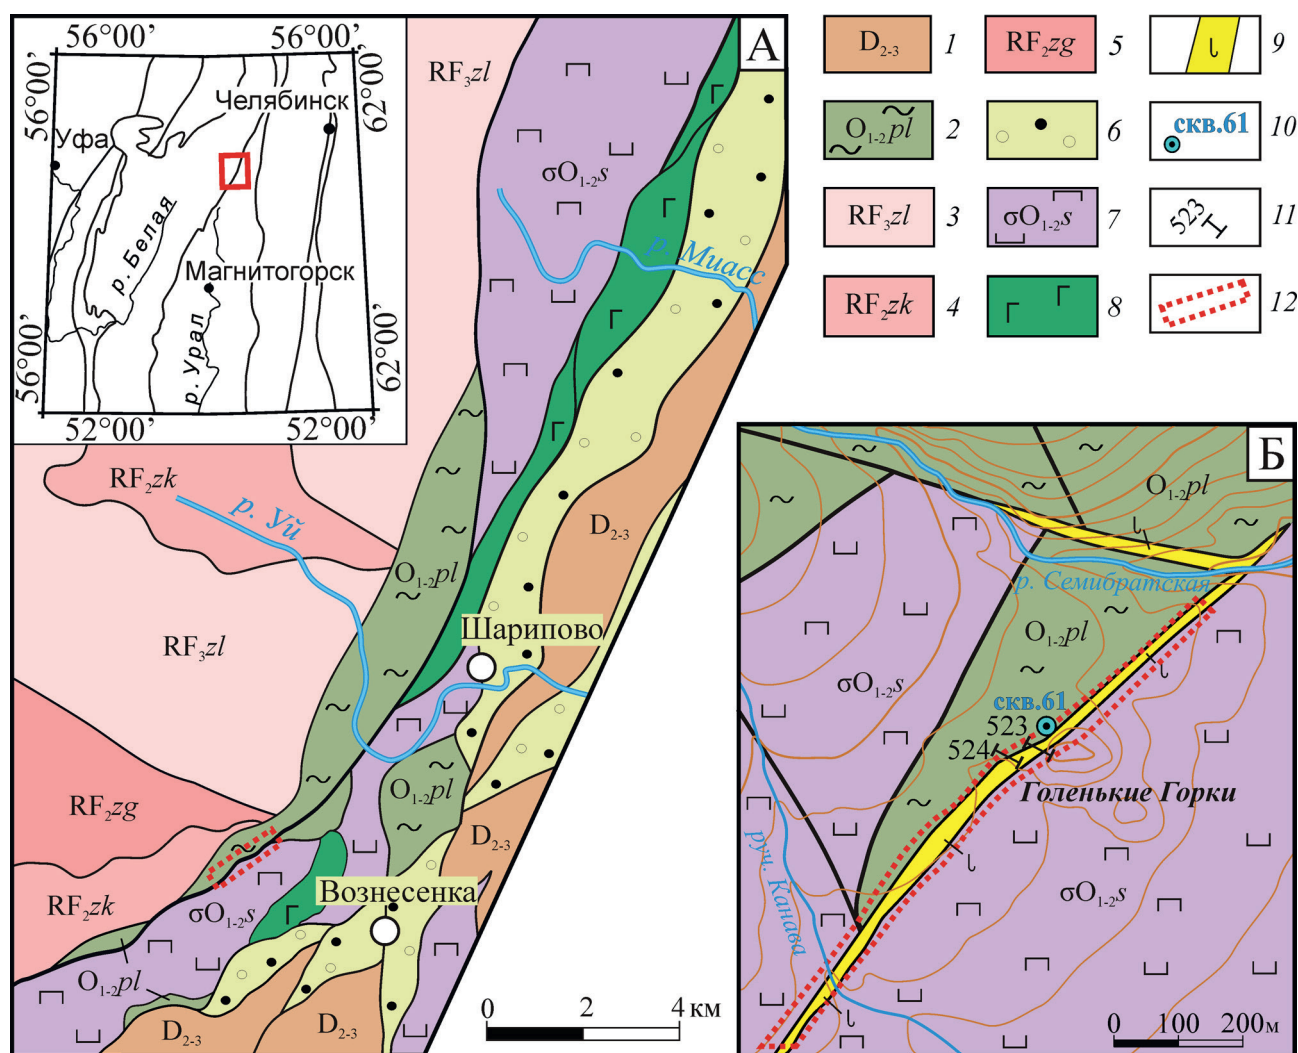 56°00’
56°00’
56°00’
62°00’
Челябинск
Уфа
р. Белая
Магнитогорск
р. Урал
56°00’
62°00’
52°00’
52°00’
А
RF₃zl
σO₁₋₂s
р. Миасс
RF₂zk
р. Уй
D₂₋₃
O₁₋₂pl
Шарипово
RF₃zl
O₁₋₂pl
RF₂zg
D₂₋₃
RF₂zk
σO₁₋₂s
Вознесенка
O₁₋₂pl
D₂₋₃
D₂₋₃
0 2 4 км
D₂₋₃ 1
O₁₋₂pl 2
RF₃zl 3
RF₂zk 4
RF₂zg 5
6
σO₁₋₂s 7
8
9
скв.61 10
523 11
12
Б
O₁₋₂pl
р. Семибратская
O₁₋₂pl
σO₁₋₂s
скв.61
523
524
Голенькие Горки
руч. Канава
σO₁₋₂s
0 100 200м